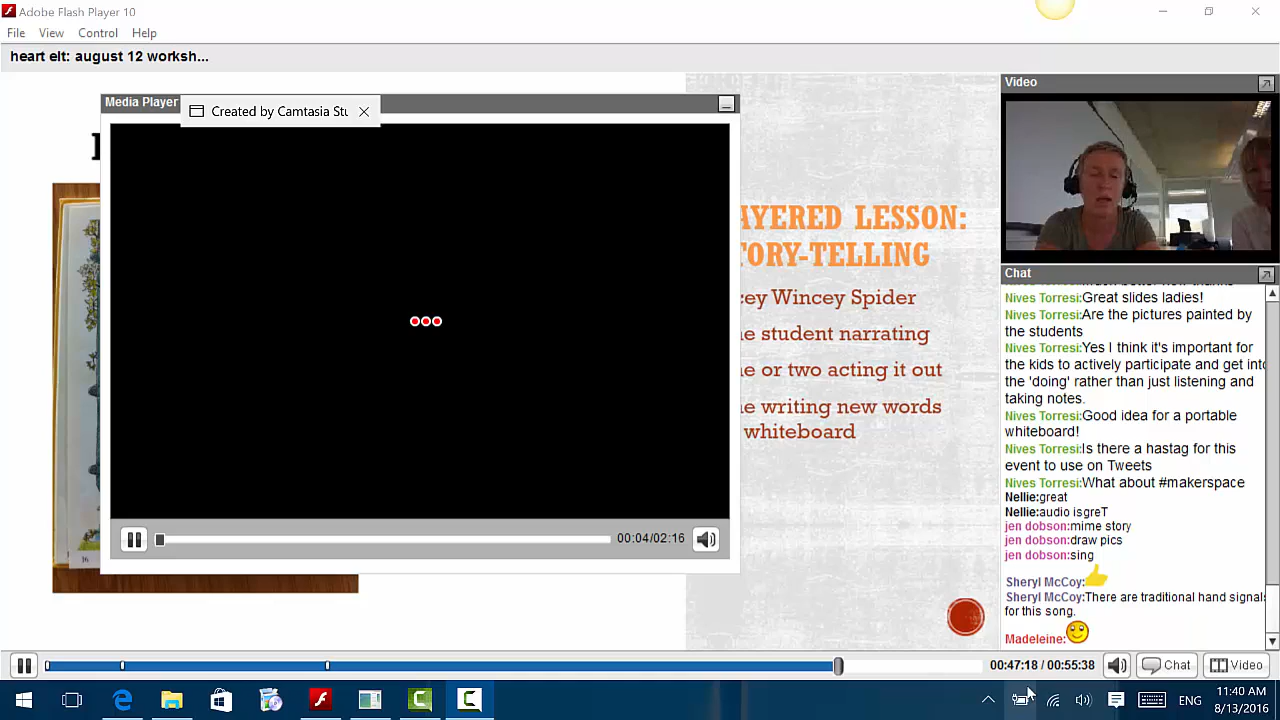 Adobe Flash Player 10
File View Control Help
heart elt: august 12 worksh...
Media Player
Created by Camtasia Stu
AYERED LESSON:
TORY-TELLING
cey Wincey Spider
e student narrating
e or two acting it out
e writing new words
whiteboard
16
00:04/02:16
Video
Chat
Nives Torresi:Great slides ladies!
Nives Torresi:Are the pictures painted by
the students
Nives Torresi:Yes I think it's important for
the kids to actively participate and get into
the 'doing' rather than just listening and
taking notes.
Nives Torresi:Good idea for a portable
whiteboard!
Nives Torresi:Is there a hastag for this
event to use on Tweets
Nives Torresi:What about #makerspace
Nellie:great
Nellie:audio isgreT
jen dobson:mime story
jen dobson:draw pics
jen dobson:sing
Sheryl McCoy:
Sheryl McCoy:There are traditional hand signals
for this song.
Madeleine:
00:47:18 / 00:55:38
Chat
Video
ENG
11:40 AM
8/13/2016